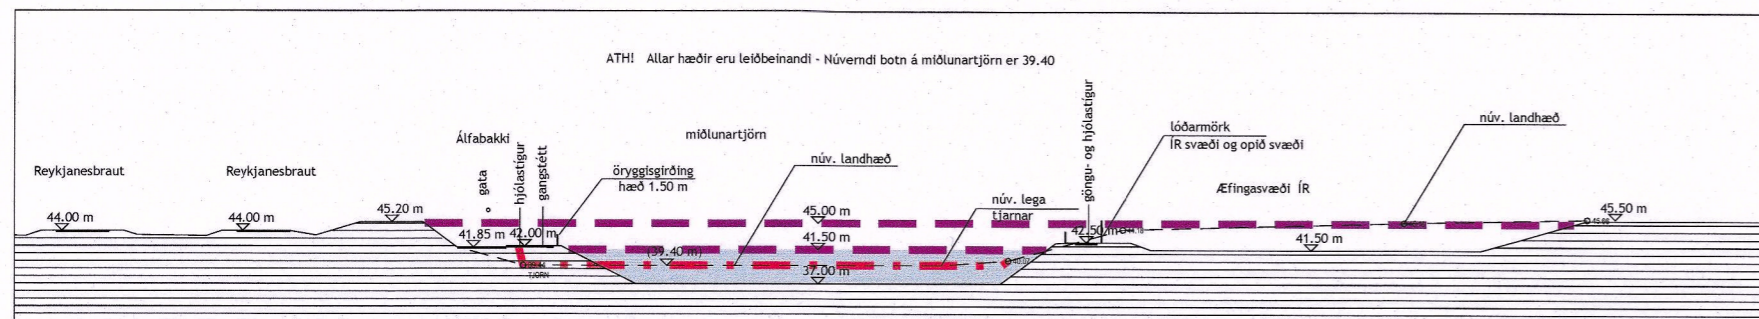 ATH! Allar hæðir eru leiðbeinandi - Núverndi botn á miðlunartjörn er 39.40
Reykjanesbraut
Reykjanesbraut
Álfabakki
gata
hjólastígur
gangstétt
öryggisgirðing
hæð 1.50 m
miðlunartjörn
núv. landhæð
núv. lega
tjarnar
göngu- og hjólastígur
lóðarmörk
ÍR svæði og opið svæði
Æfingasvæði ÍR
núv. landhæð
44.00 m
44.00 m
45.20 m
41.85 m
42.00 m
45.00 m
41.50 m
(39.40 m)
37.00 m
42.50 m
41.50 m
45.50 m
TJÖRN
40.07